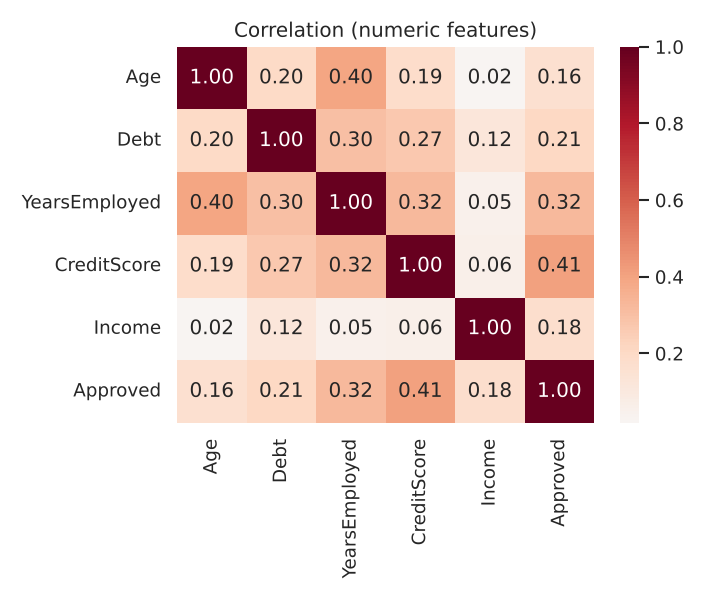 Correlation (numeric features)
Age 1.00 0.20 0.40 0.19 0.02 0.16
Debt 0.20 1.00 0.30 0.27 0.12 0.21
YearsEmployed 0.40 0.30 1.00 0.32 0.05 0.32
CreditScore 0.19 0.27 0.32 1.00 0.06 0.41
Income 0.02 0.12 0.05 0.06 1.00 0.18
Approved 0.16 0.21 0.32 0.41 0.18 1.00
Age
Debt
YearsEmployed
CreditScore
Income
Approved
1.0
0.8
0.6
0.4
0.2